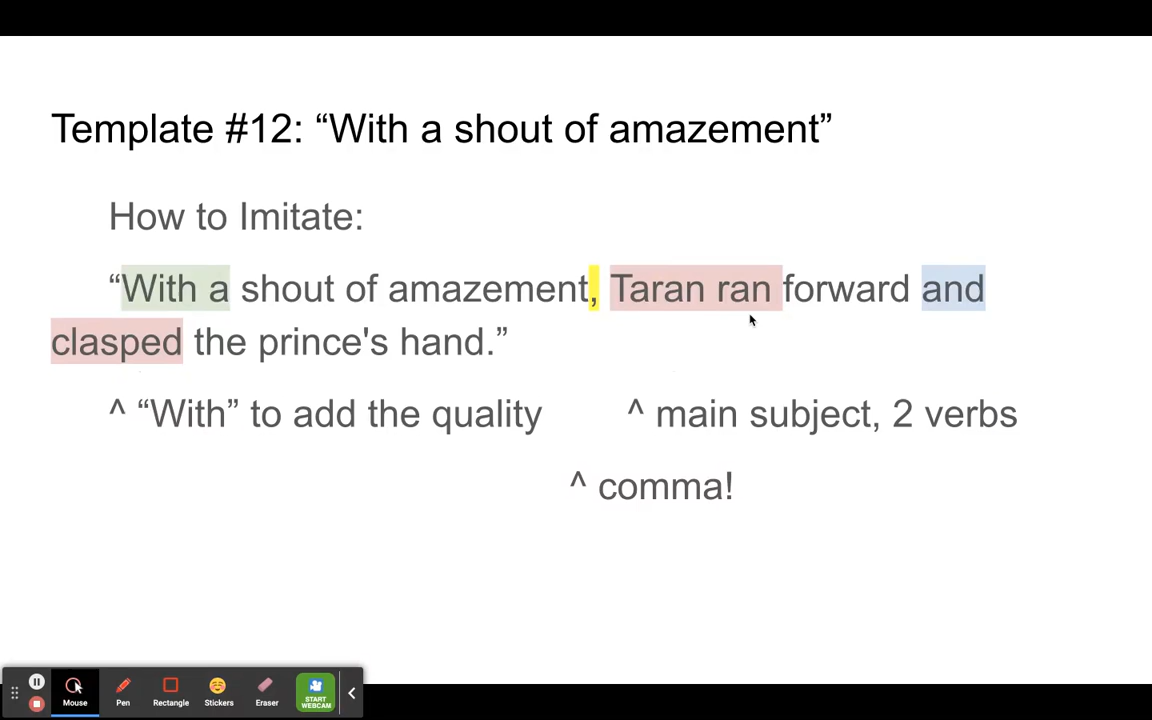 Template #12: “With a shout of amazement”
How to Imitate:
“With a shout of amazement, Taran ran forward and
clasped the prince's hand.”
^ “With” to add the quality ^ main subject, 2 verbs
^ comma!
Mouse Pen Rectangle Stickers Eraser START
WEBCAM